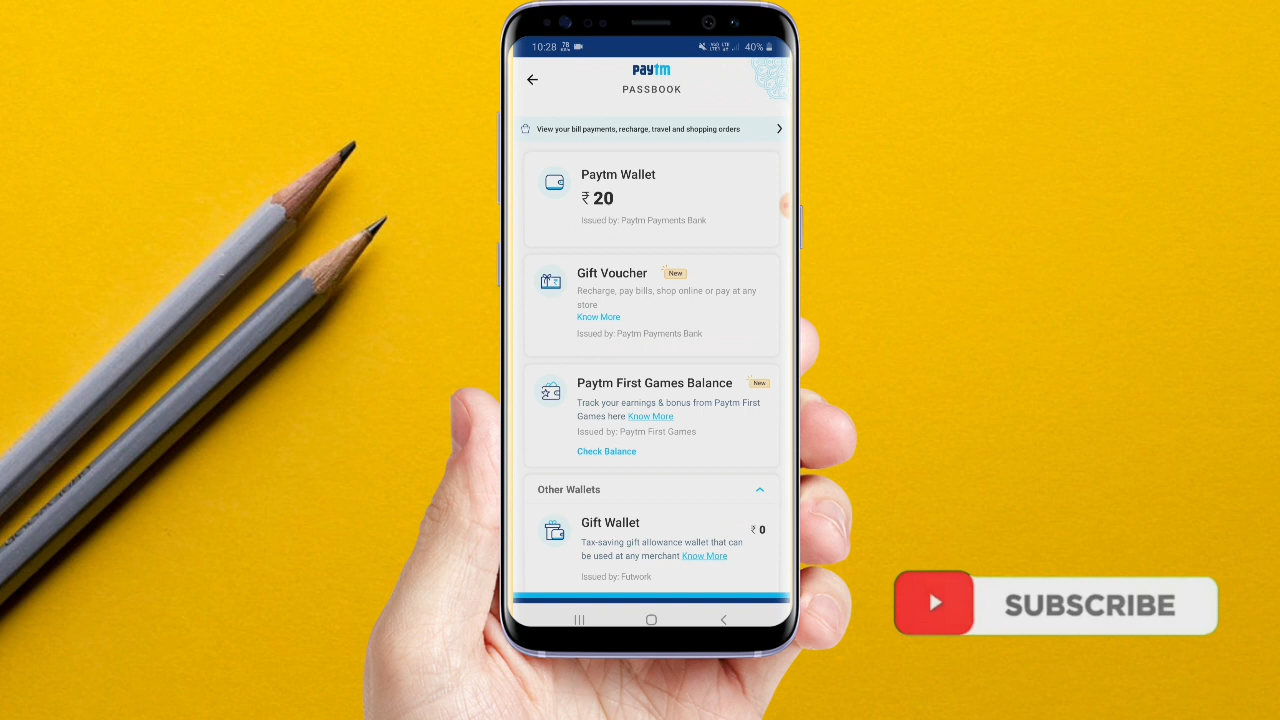 10:28 78 KB/s
40%
paytm
PASSBOOK
View your bill payments, recharge, travel and shopping orders
Paytm Wallet
₹ 20
Issued by: Paytm Payments Bank
Gift Voucher New
Recharge, pay bills, shop online or pay at any
store
Know More
Issued by: Paytm Payments Bank
Paytm First Games Balance New
Track your earnings & bonus from Paytm First
Games here Know More
Issued by: Paytm First Games
Check Balance
Other Wallets
Gift Wallet
₹ 0
Tax-saving gift allowance wallet that can
be used at any merchant Know More
Issued by: Futwork
SUBSCRIBE